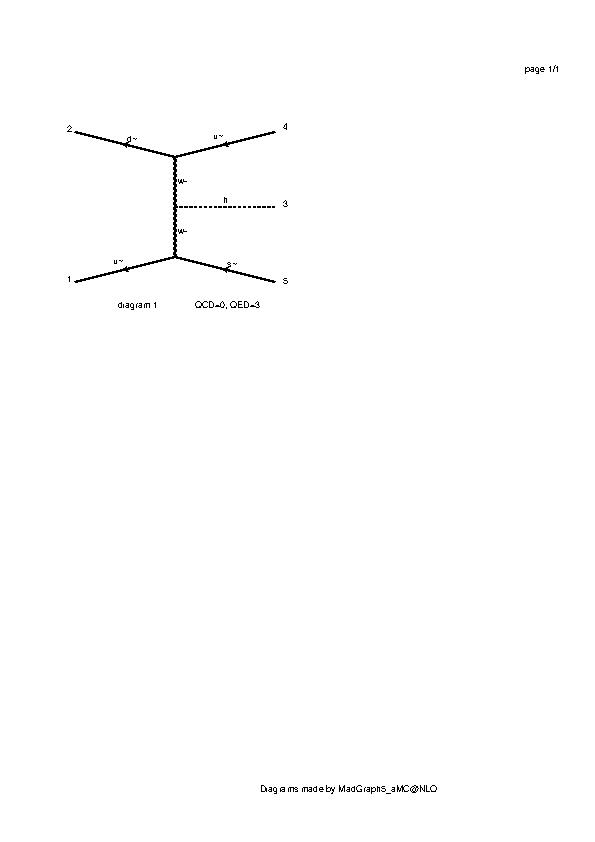 page 1/1
2
d~
u~
4
w-
h
3
w-
u~
s~
1
5
diagram 1 QCD=0, QED=3
Diagrams made by MadGraph5_aMC@NLO